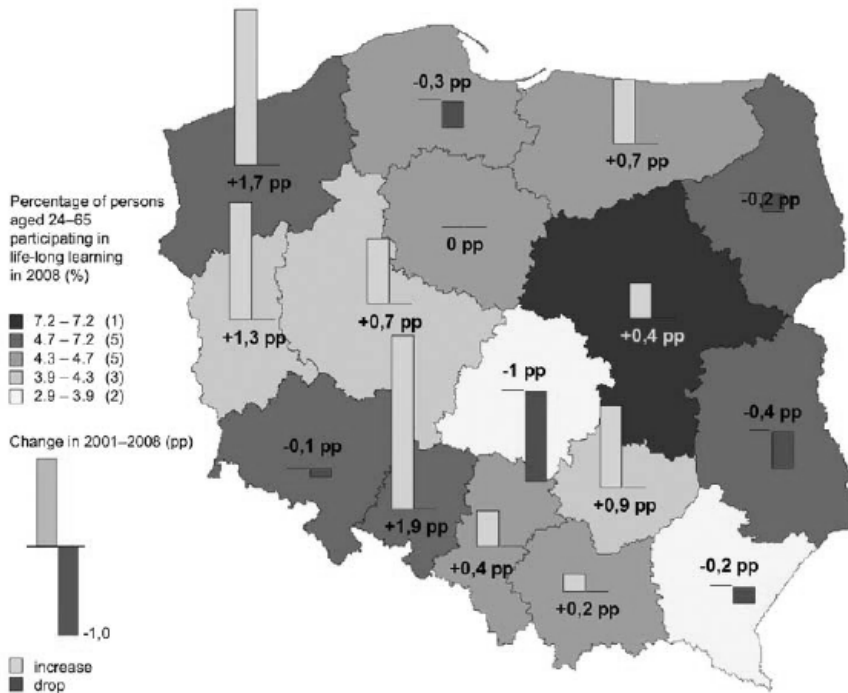 -0,3 pp
+0,7 pp
+1,7 pp
-0,2 pp
Percentage of persons
aged 24–65
participating in
life-long learning
in 2008 (%)
0 pp
7.2 – 7.2 (1)
4.7 – 7.2 (5)
4.3 – 4.7 (5)
3.9 – 4.3 (3)
2.9 – 3.9 (2)
+1,3 pp
+0,7 pp
+0,4 pp
-1 pp
-0,4 pp
Change in 2001–2008 (pp)
-0,1 pp
+0,9 pp
+1,9 pp
+0,4 pp
-0,2 pp
+0,2 pp
-1,0
increase
drop